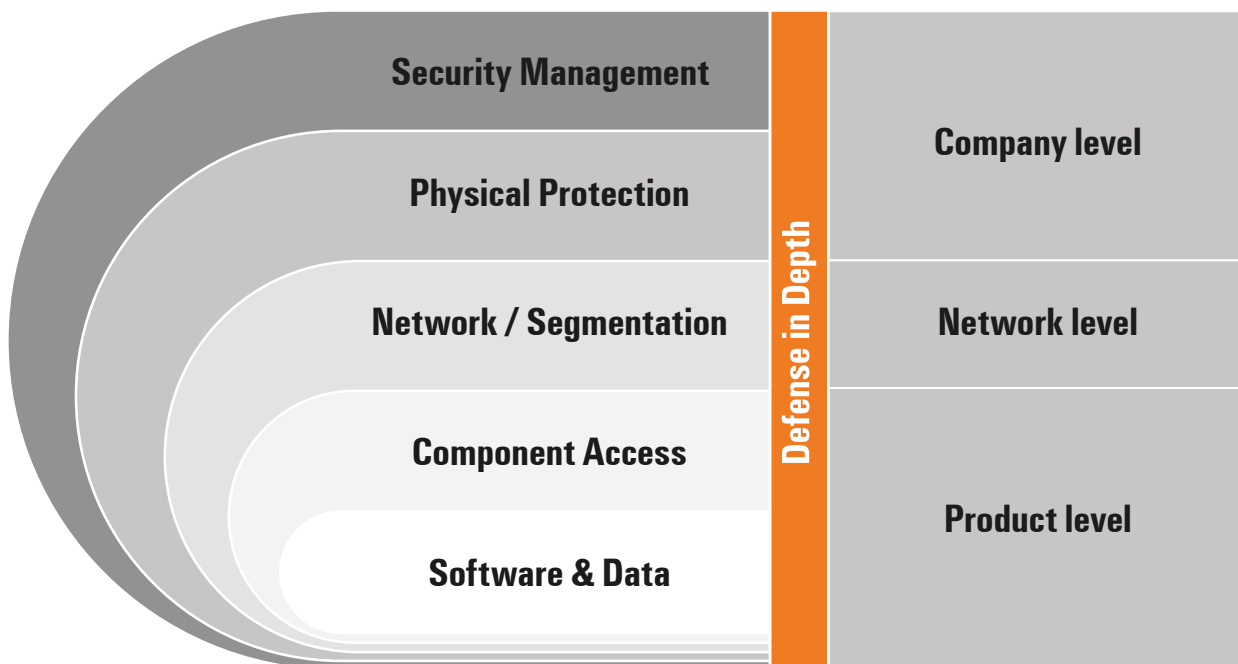 Security Management
Physical Protection
Network / Segmentation
Component Access
Software & Data
Defense in Depth
Company level
Network level
Product level